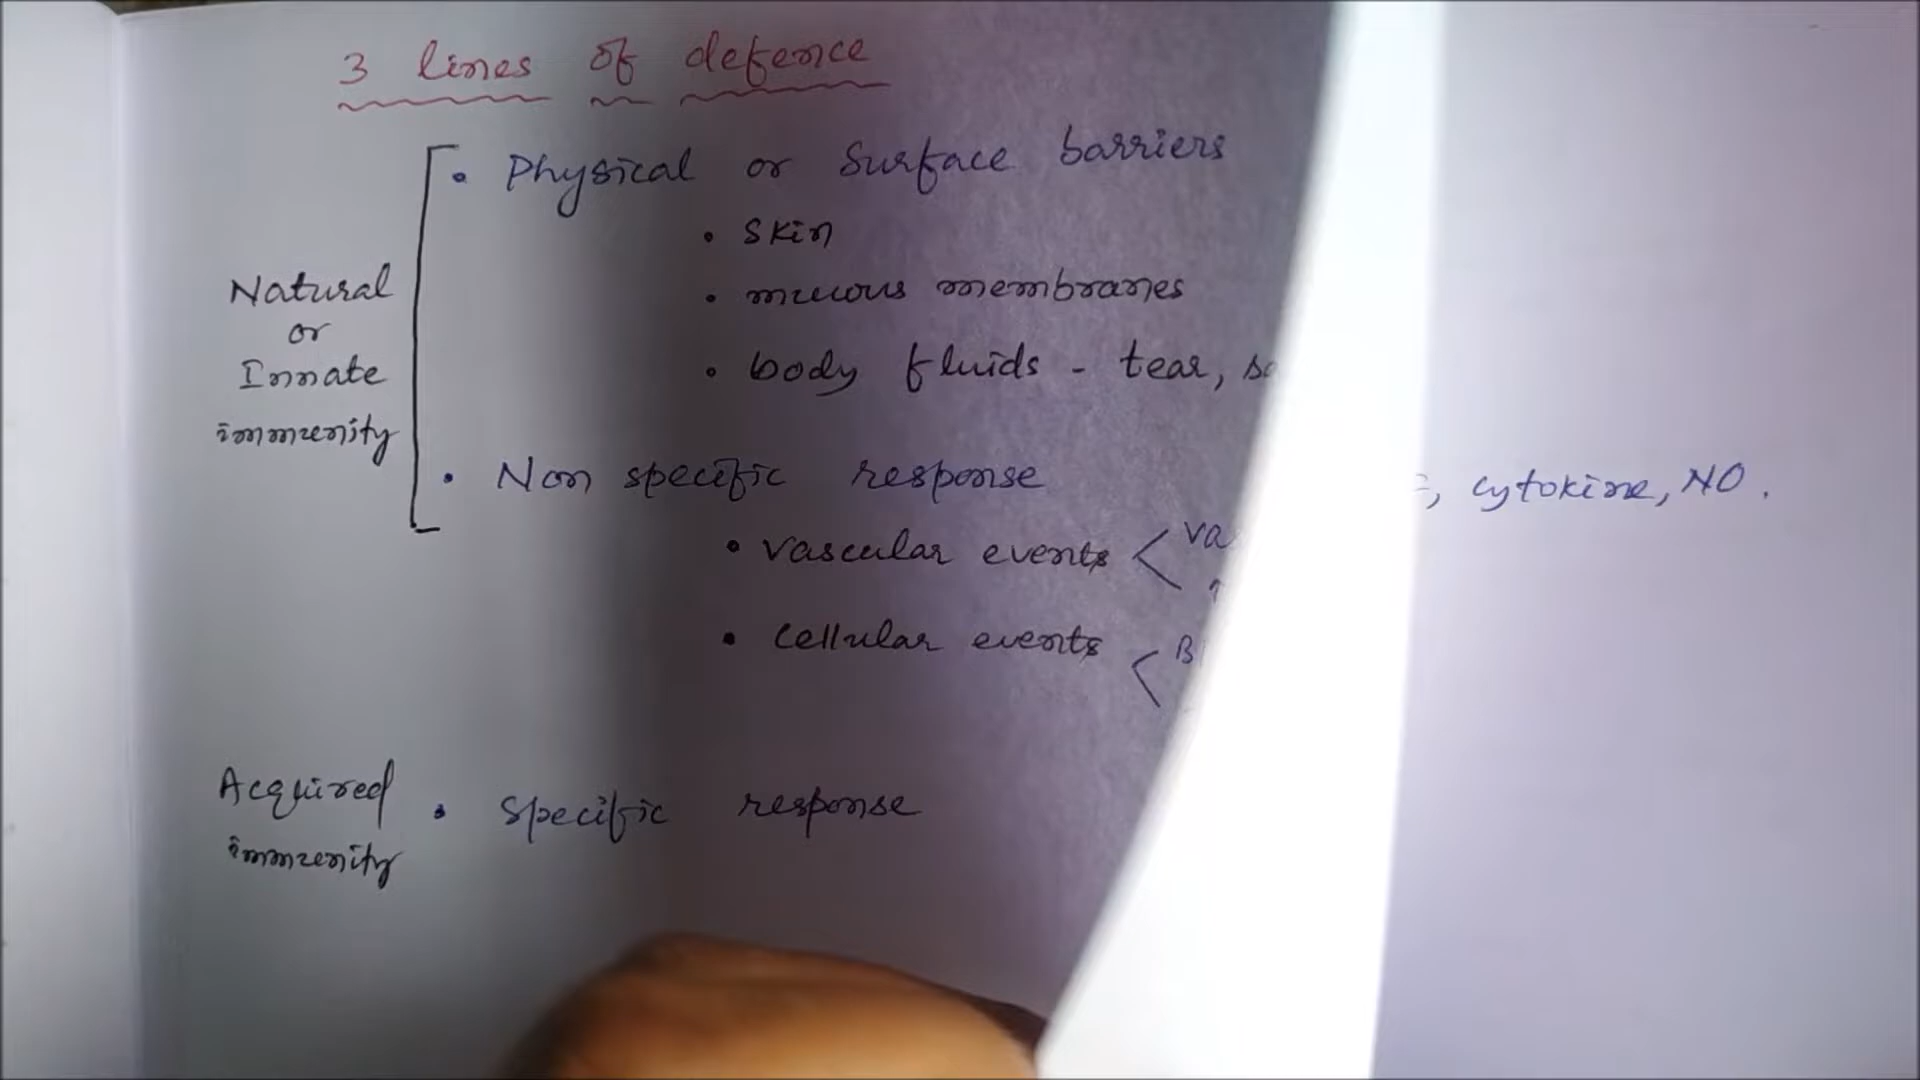 3 lines of defence
• Physical or Surface barriers
• Skin
• mucous membranes
• body fluids - tear,
Natural
or
Innate
immunity
• Non specific response
, cytokine, NO.
• vascular events <
• cellular events <
Acquired
immunity
• Specific response